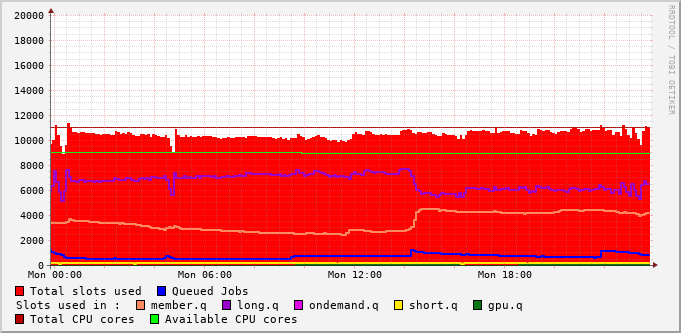 20000
18000
16000
14000
12000
10000
8000
6000
4000
2000
0
Mon 00:00 Mon 06:00 Mon 12:00 Mon 18:00
Total slots used Queued Jobs
Slots used in : member.q long.q ondemand.q short.q gpu.q
Total CPU cores Available CPU cores
RRDTOOL / TOBI OETIKER